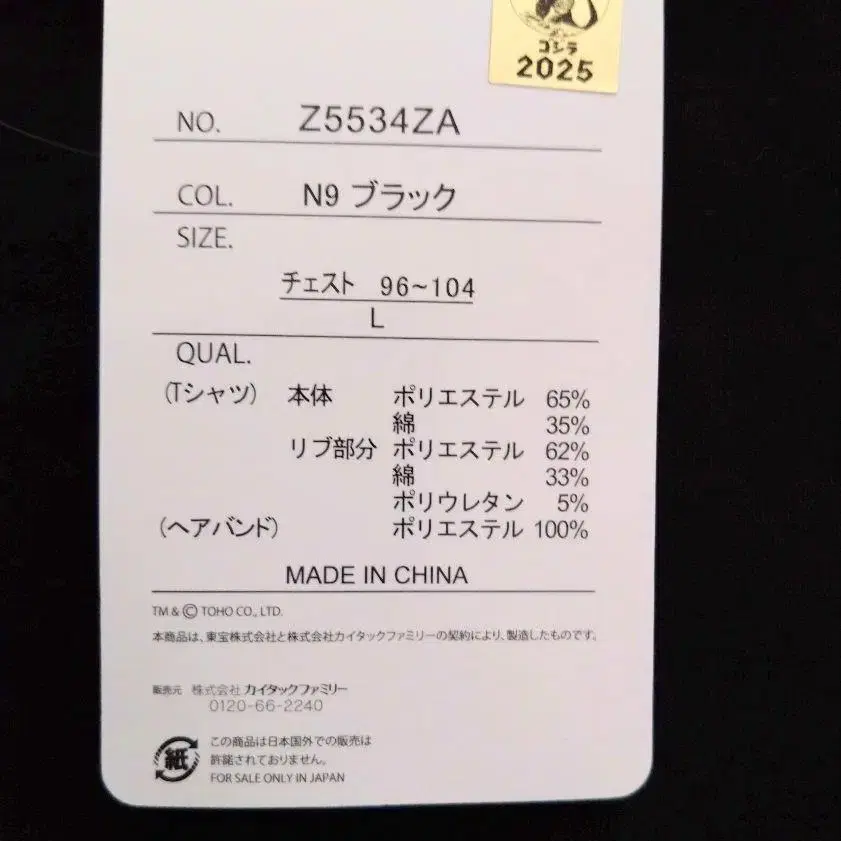 ゴジラ
2025
NO. Z5534ZA
COL. N9 ブラック
SIZE.
チェスト 96~104
L
QUAL.
(Tシャツ) 本体 ポリエステル 65%
綿 35%
リブ部分 ポリエステル 62%
綿 33%
ポリウレタン 5%
(ヘアバンド) ポリエステル 100%
MADE IN CHINA
TM & © TOHO CO., LTD.
本商品は、東宝株式会社と株式会社カイタックファミリーの契約により、製造したものです。
販売元 株式会社 カイタックファミリー
0120-66-2240
紙
この商品は日本国外での販売は
許諾されておりません。
FOR SALE ONLY IN JAPAN